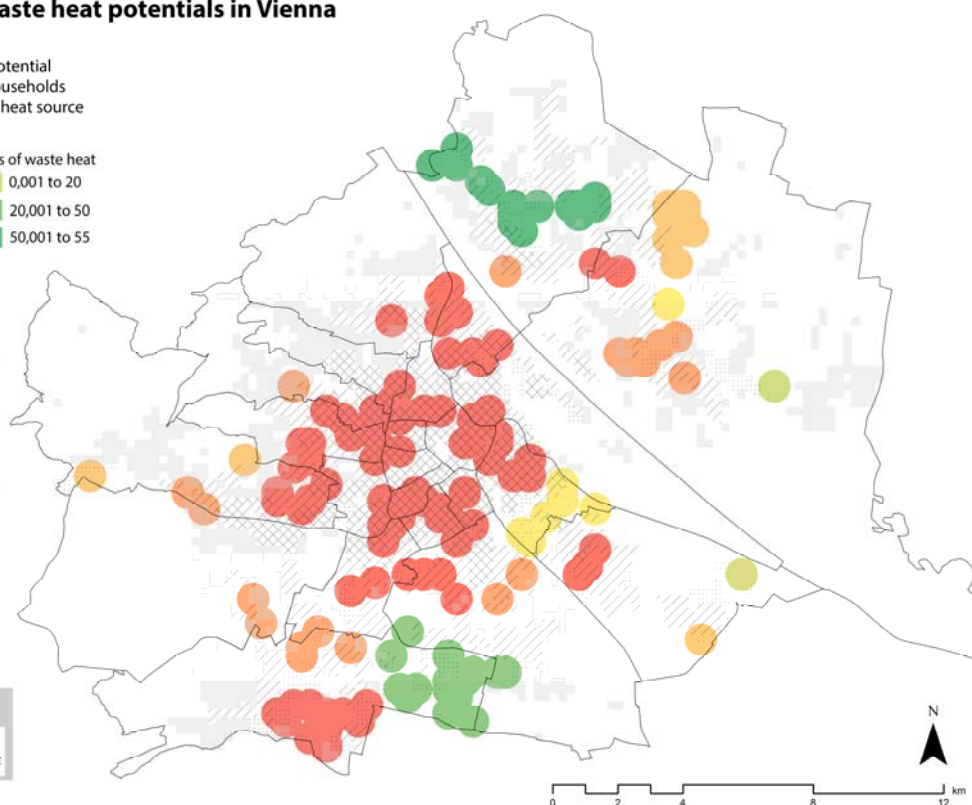 aste heat potentials in Vienna
otential
useholds
heat source
s of waste heat
0,001 to 20
20,001 to 50
50,001 to 55
N
0 2 4 8 12 km